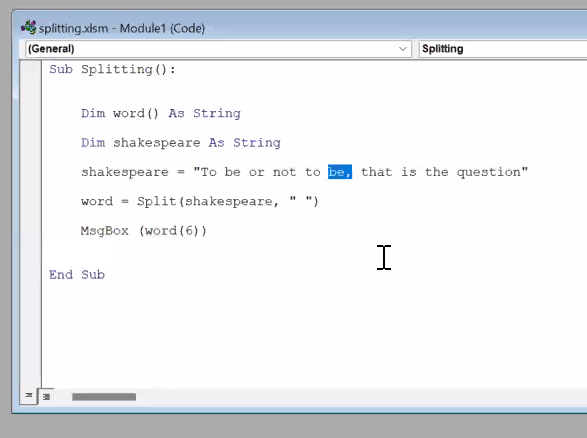 splitting.xlsm - Module1 (Code)
(General) Splitting
Sub Splitting():
Dim word() As String
Dim shakespeare As String
shakespeare = "To be or not to be, that is the question"
word = Split(shakespeare, " ")
MsgBox (word(6))
End Sub